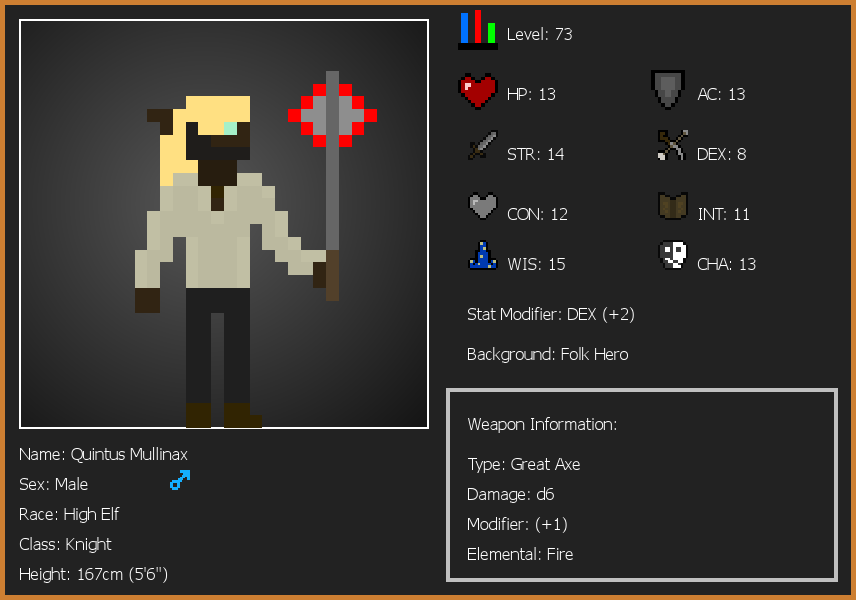 Level: 73
HP: 13
AC: 13
STR: 14
DEX: 8
CON: 12
INT: 11
WIS: 15
CHA: 13
Stat Modifier: DEX (+2)
Background: Folk Hero
Weapon Information:
Type: Great Axe
Damage: d6
Modifier: (+1)
Elemental: Fire
Name: Quintus Mullinax
Sex: Male
Race: High Elf
Class: Knight
Height: 167cm (5'6")